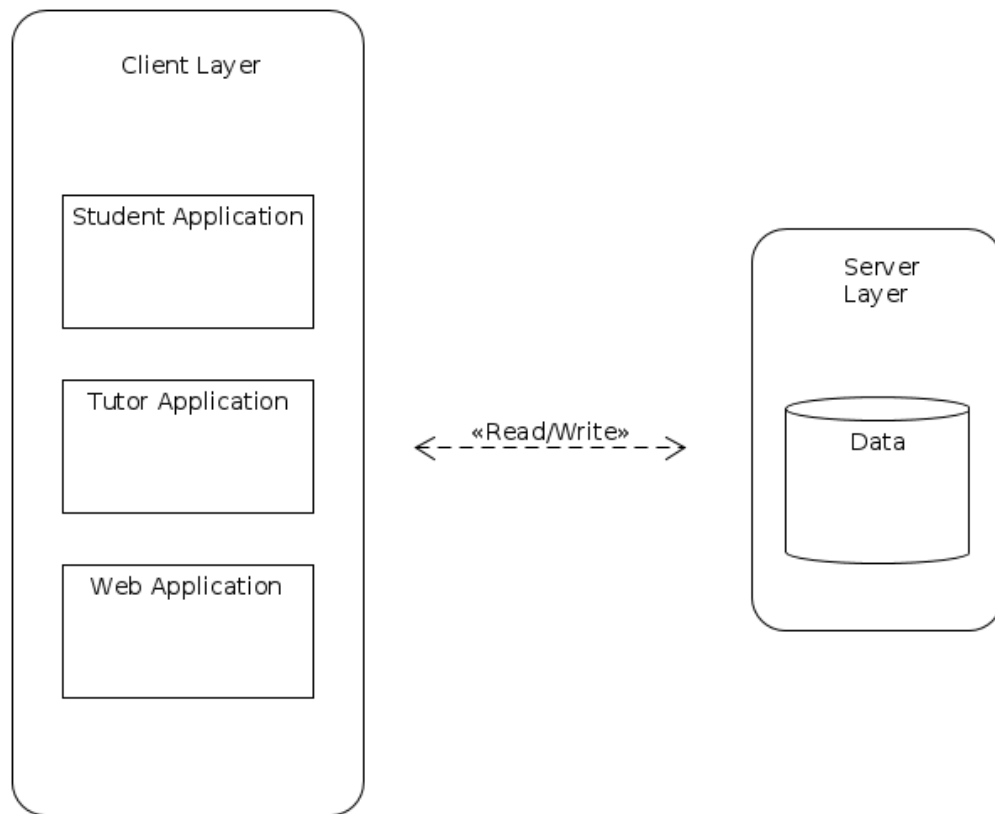 Client Layer
Student Application
Tutor Application
Web Application
«Read/Write»
Server
Layer
Data